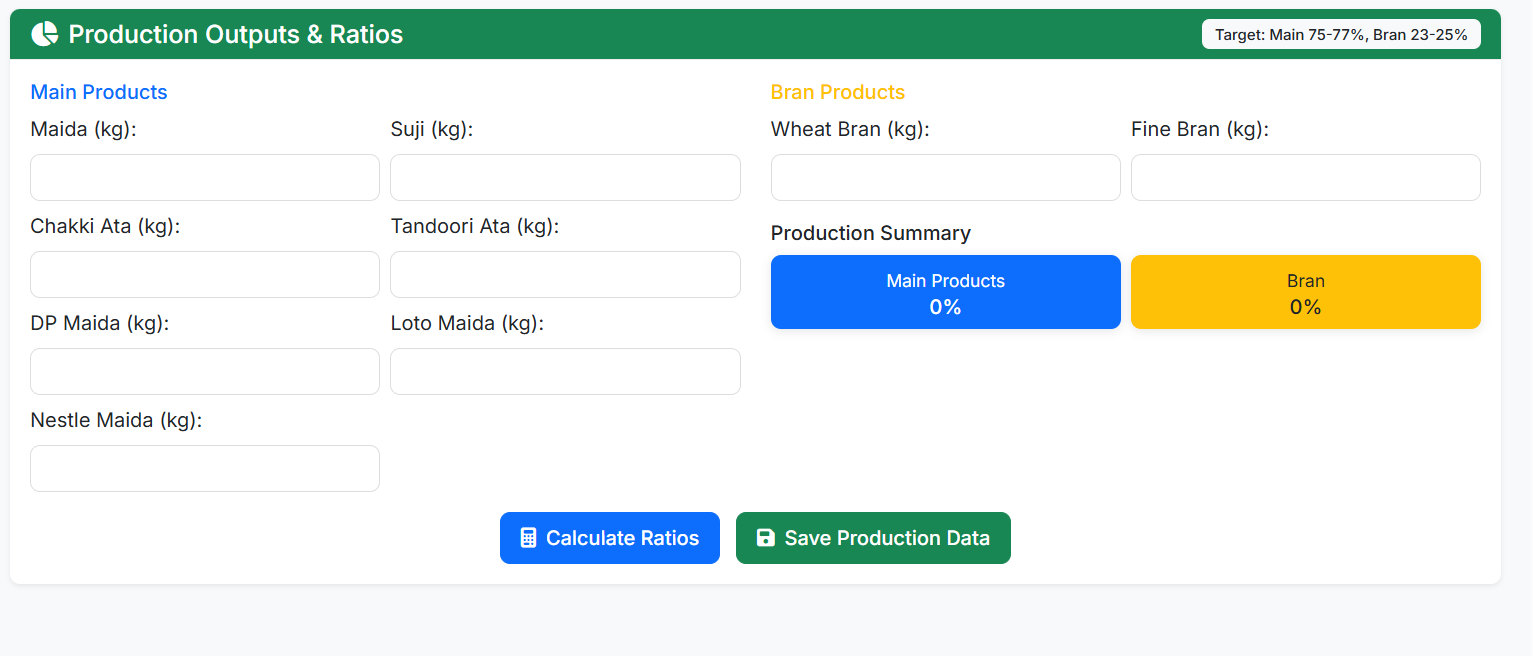 Production Outputs & Ratios
Target: Main 75-77%, Bran 23-25%
Main Products
Maida (kg):
Suji (kg):
Chakki Ata (kg):
Tandoori Ata (kg):
DP Maida (kg):
Loto Maida (kg):
Nestle Maida (kg):
Bran Products
Wheat Bran (kg):
Fine Bran (kg):
Production Summary
Main Products
0%
Bran
0%
Calculate Ratios
Save Production Data